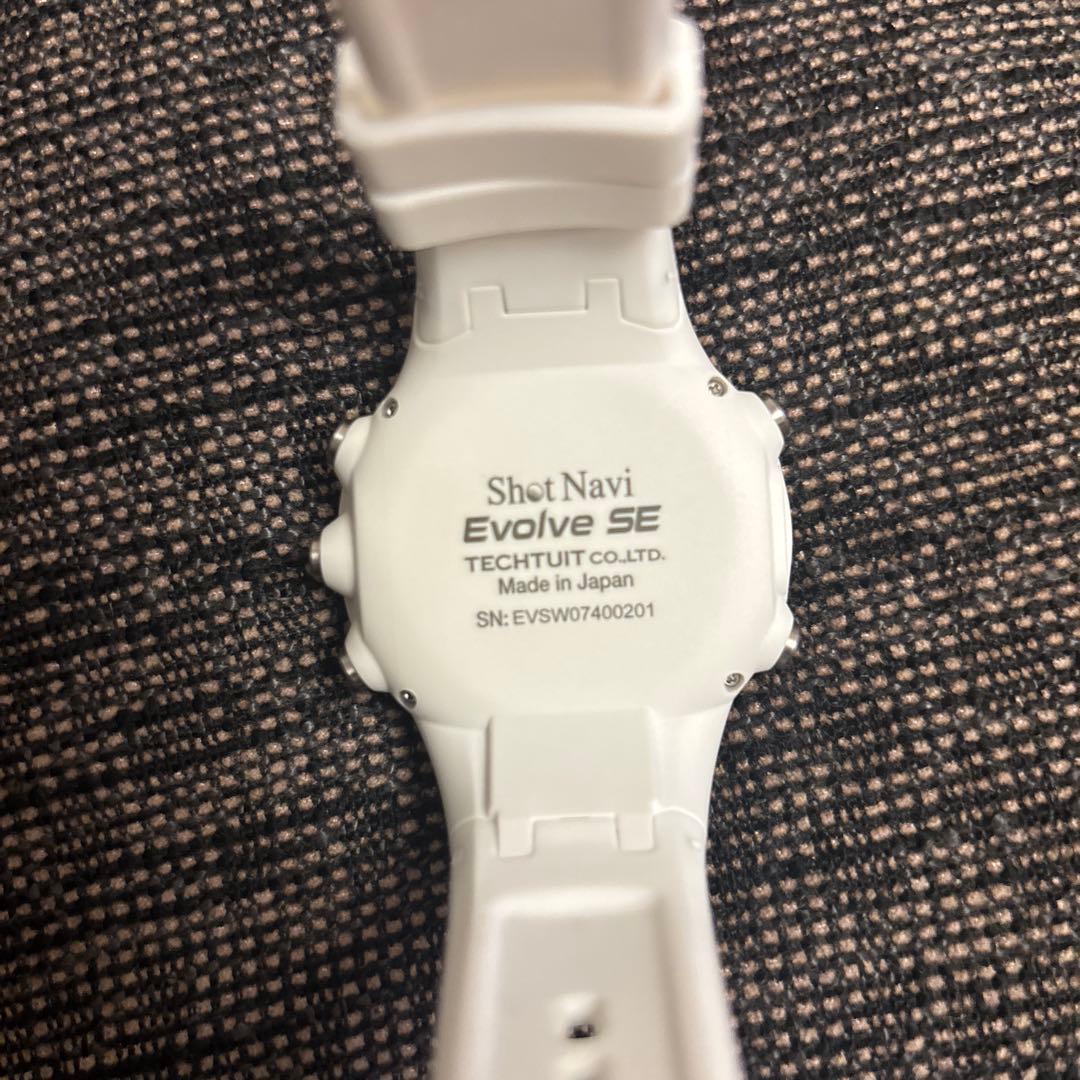 Shot Navi
Evolve SE
TECHTUIT CO.,LTD.
Made in Japan
SN: EVSW07400201